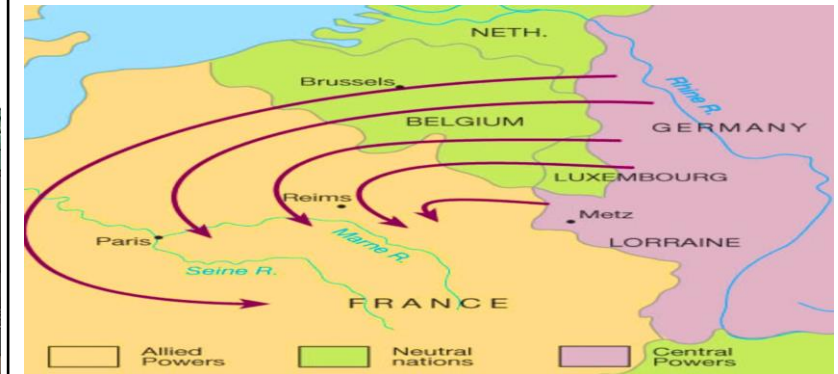 NETH.
Brussels
Rhine R.
BELGIUM
GERMANY
LUXEMBOURG
Reims
Metz
Paris
Marne R.
LORRAINE
Seine R.
FRANCE
Allied
Powers
Neutral
nations
Central
Powers